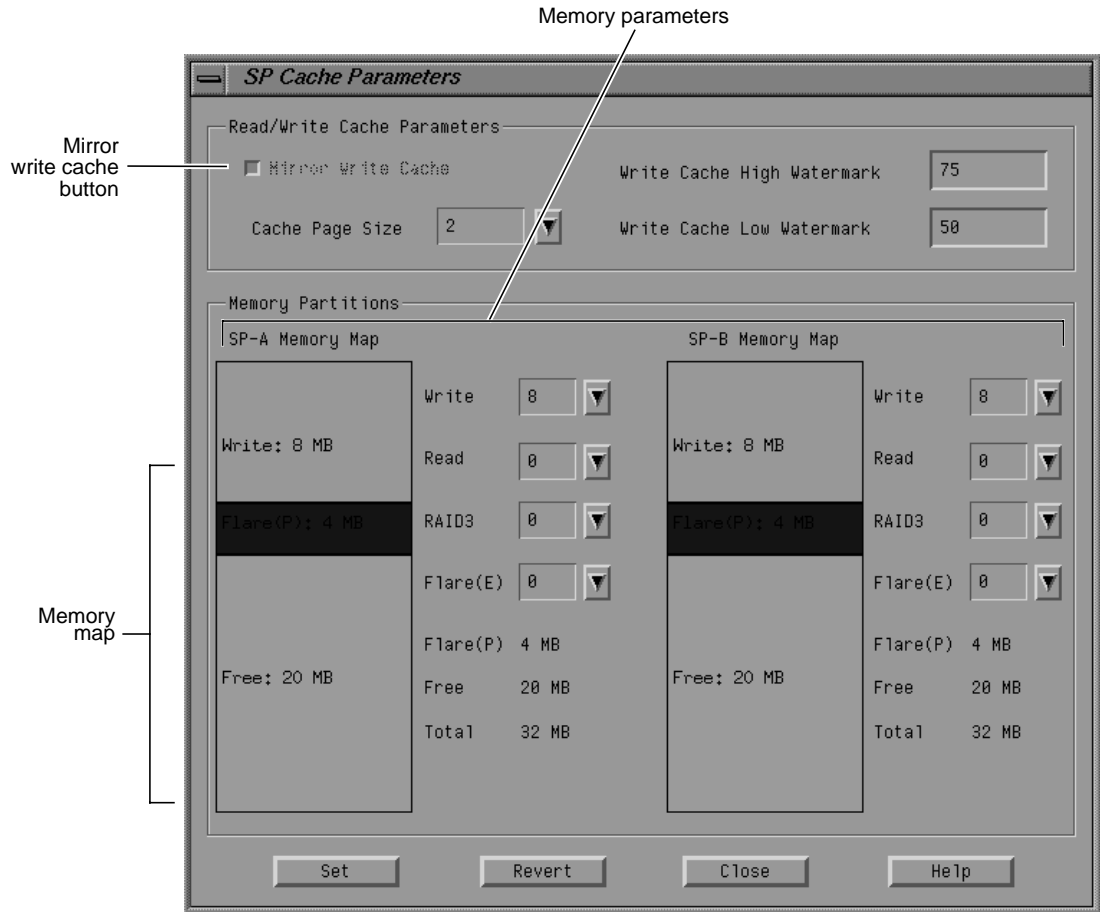 Memory parameters
SP Cache Parameters
Read/Write Cache Parameters
Mirror
write cache
button
Mirror Write Cache
Write Cache High Watermark 75
Cache Page Size 2
Write Cache Low Watermark 50
Memory Partitions
SP-A Memory Map
Write: 8 MB
Flare(P): 4 MB
Free: 20 MB
Write 8
Read 0
RAID3 0
Flare(E) 0
Flare(P) 4 MB
Free 20 MB
Total 32 MB
SP-B Memory Map
Write: 8 MB
Flare(P): 4 MB
Free: 20 MB
Write 8
Read 0
RAID3 0
Flare(E) 0
Flare(P) 4 MB
Free 20 MB
Total 32 MB
Memory
map
Set Revert Close Help